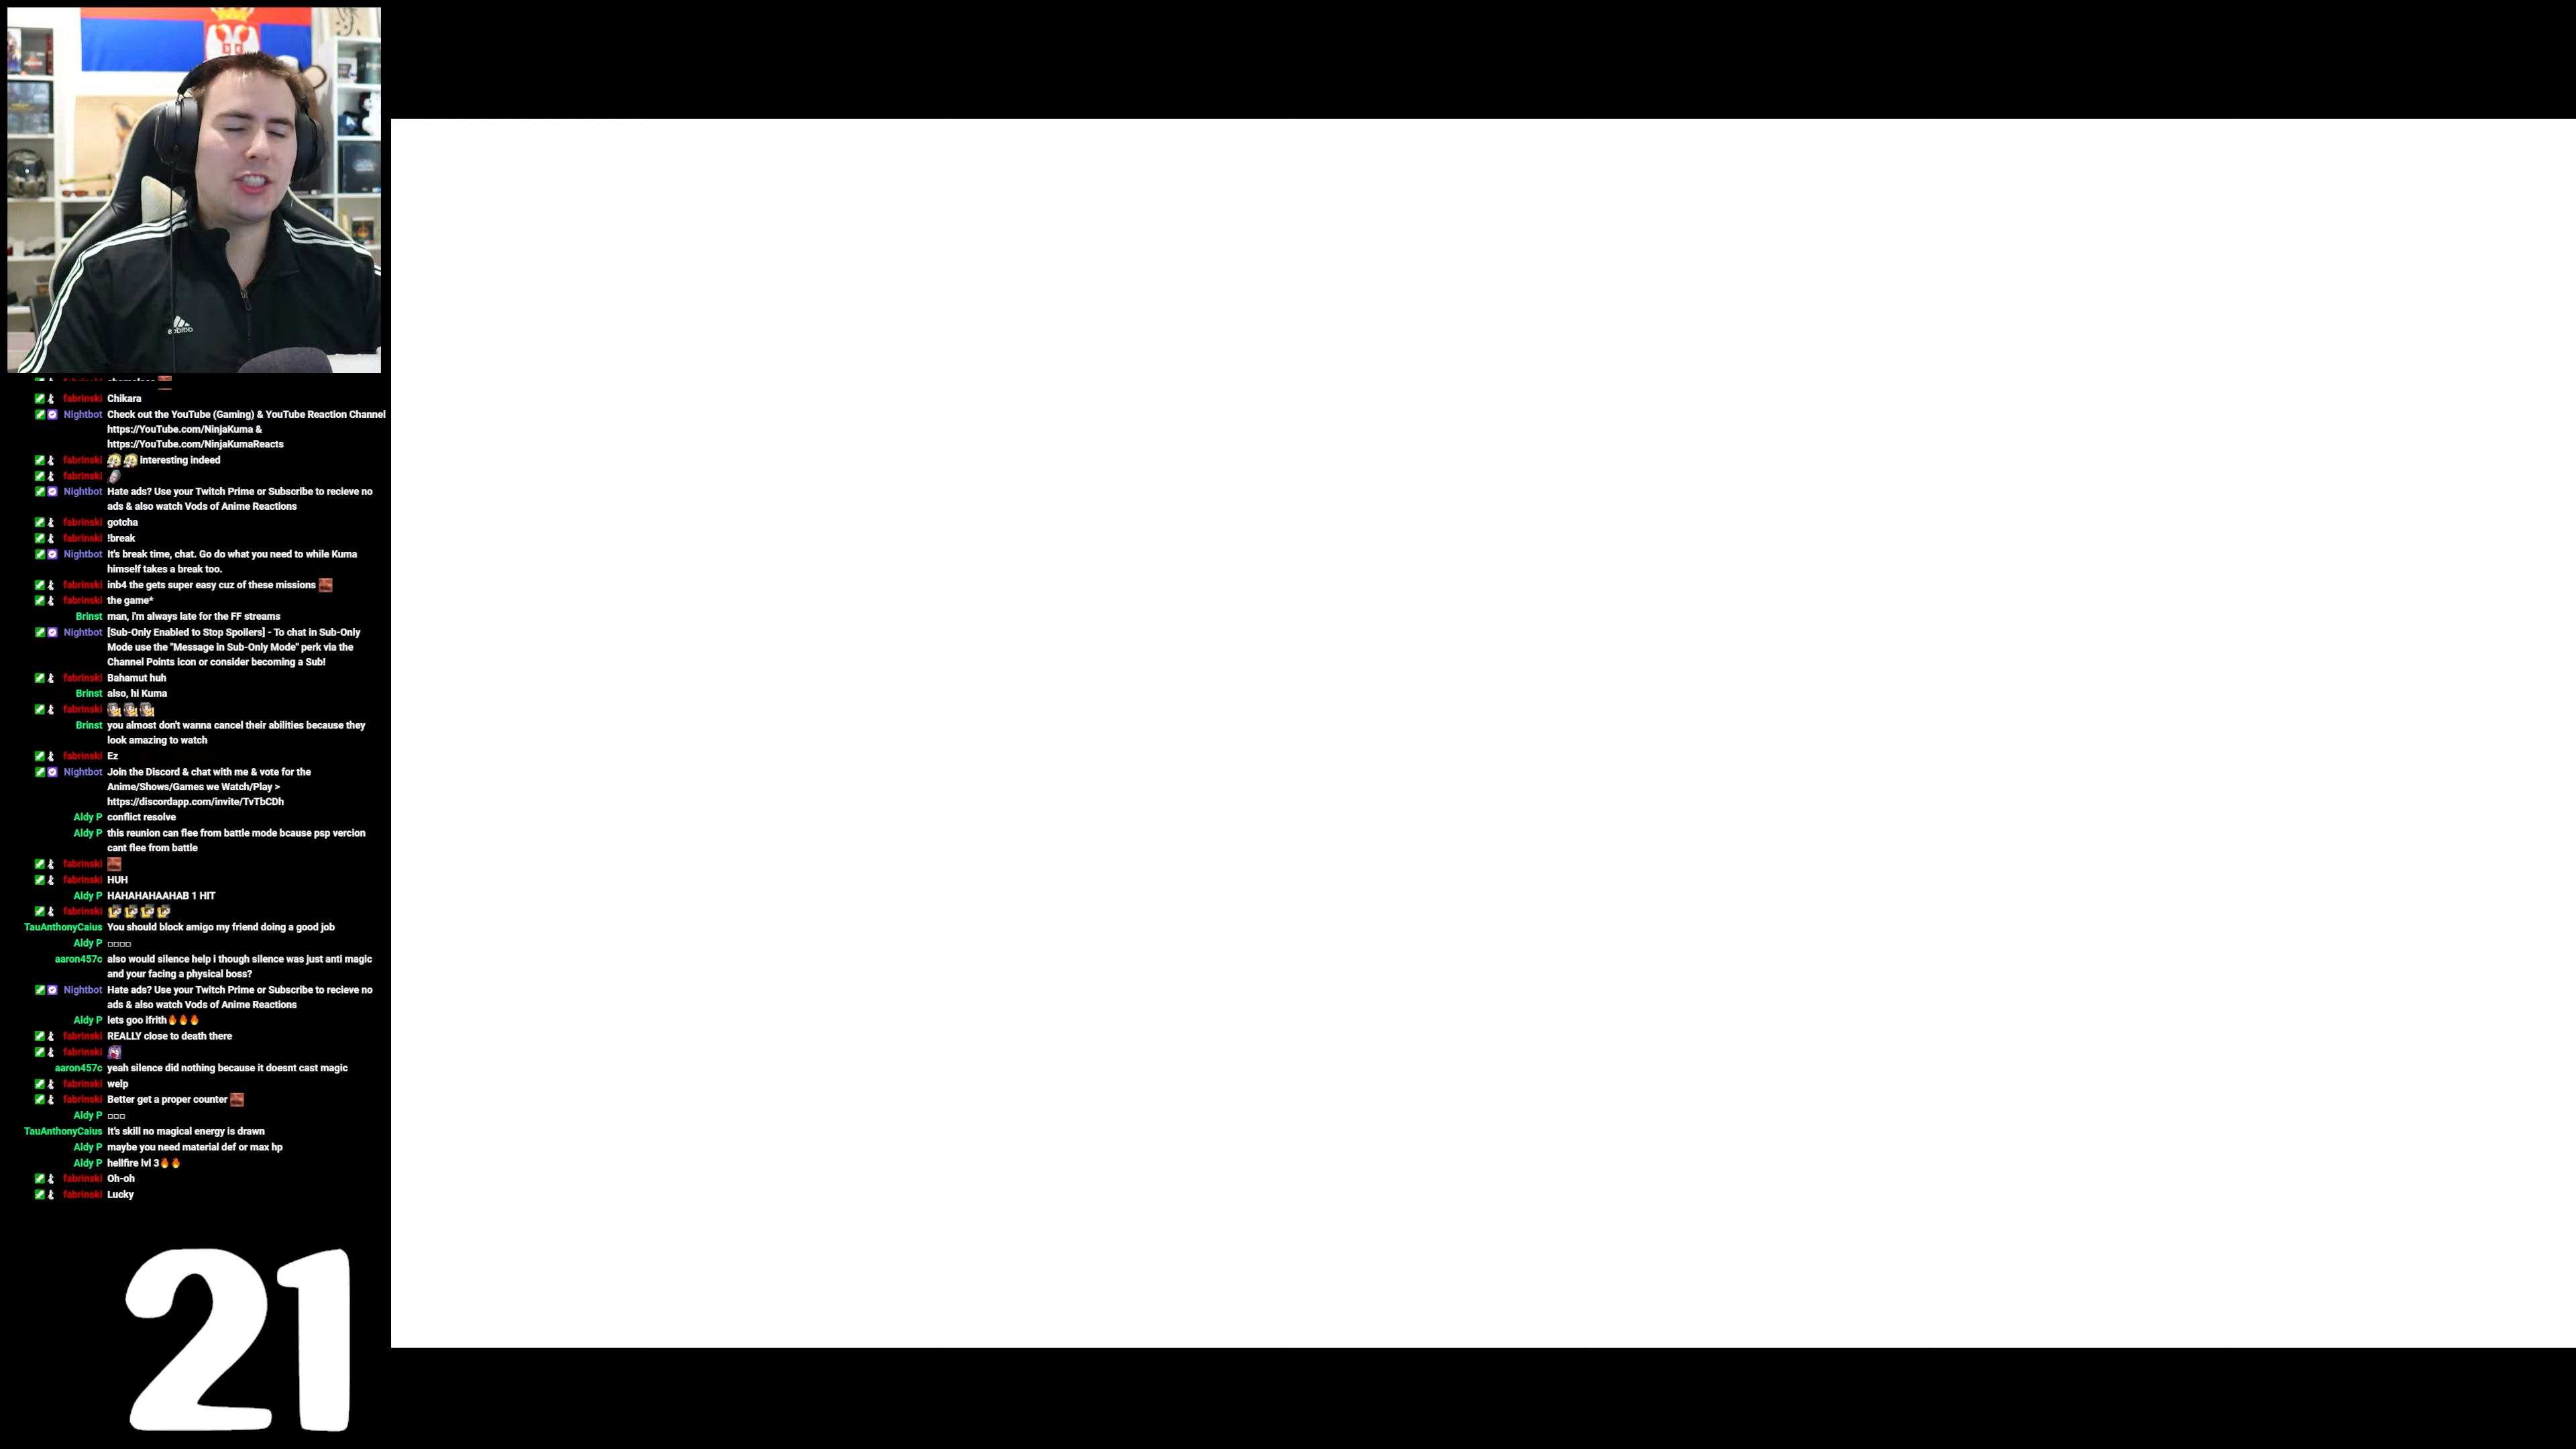 fabrinski Chikara
Nightbot Check out the YouTube (Gaming) & YouTube Reaction Channel
https://YouTube.com/NinjaKuma &
https://YouTube.com/NinjaKumaReacts
fabrinski interesting indeed
fabrinski
Nightbot Hate ads? Use your Twitch Prime or Subscribe to recieve no
ads & also watch Vods of Anime Reactions
fabrinski gotcha
fabrinski !break
Nightbot It's break time, chat. Go do what you need to while Kuma
himself takes a break too.
fabrinski inb4 the gets super easy cuz of these missions
fabrinski the game*
Brinst man, I'm always late for the FF streams
Nightbot [Sub-Only Enabled to Stop Spoilers] - To chat in Sub-Only
Mode use the "Message in Sub-Only Mode" perk via the
Channel Points icon or consider becoming a Sub!
fabrinski Bahamut huh
Brinst also, hi Kuma
fabrinski
Brinst you almost don't wanna cancel their abilities because they
look amazing to watch
fabrinski Ez
Nightbot Join the Discord & chat with me & vote for the
Anime/Shows/Games we Watch/Play >
https://discordapp.com/invite/TvTbCDh
Aldy P conflict resolve
Aldy P this reunion can flee from battle mode bcause psp vercion
cant flee from battle
fabrinski
fabrinski HUH
Aldy P HAHAHAHAAHAB 1 HIT
fabrinski
TauAnthonyCaius You should block amigo my friend doing a good job
Aldy P □□□□
aaron457c also would silence help i though silence was just anti magic
and your facing a physical boss?
Nightbot Hate ads? Use your Twitch Prime or Subscribe to recieve no
ads & also watch Vods of Anime Reactions
Aldy P lets goo ifrith🔥🔥🔥
fabrinski REALLY close to death there
fabrinski
aaron457c yeah silence did nothing because it doesnt cast magic
fabrinski welp
fabrinski Better get a proper counter
Aldy P □□□
TauAnthonyCaius It's skill no magical energy is drawn
Aldy P maybe you need material def or max hp
Aldy P hellfire lvl 3🔥🔥
fabrinski Oh-oh
fabrinski Lucky
21